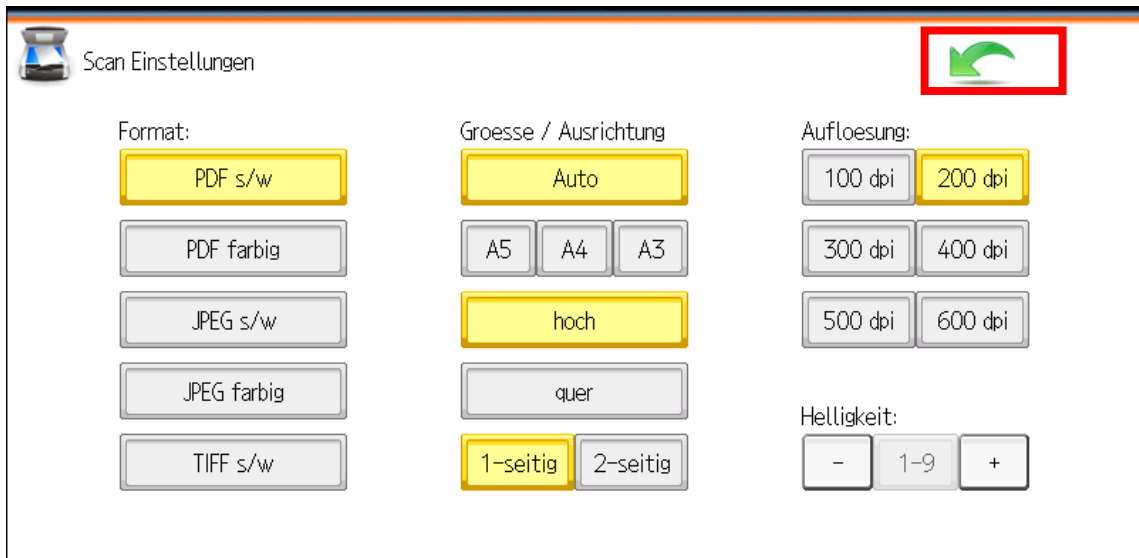 Scan Einstellungen
Format:
PDF s/w
PDF farbig
JPEG s/w
JPEG farbig
TIFF s/w
Groesse / Ausrichtung
Auto
A5 A4 A3
hoch
quer
1-seitig 2-seitig
Aufloesung:
100 dpi 200 dpi
300 dpi 400 dpi
500 dpi 600 dpi
Helligkeit:
- 1-9 +